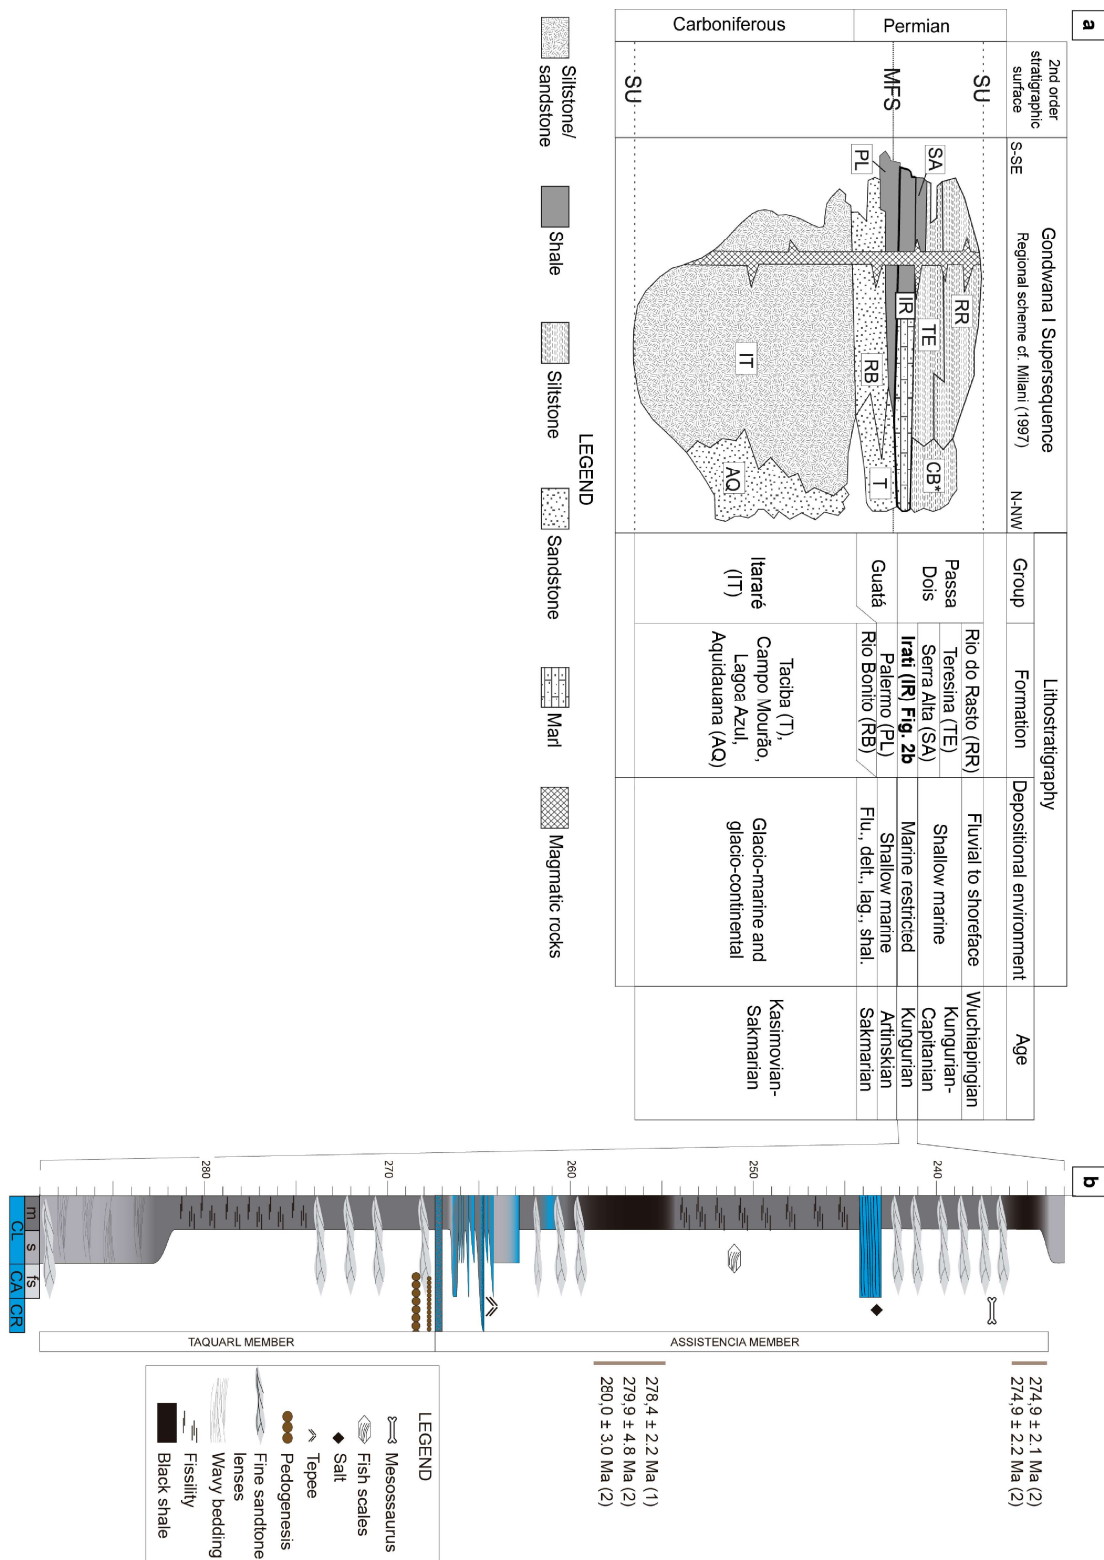 a
Gondwana I Supersequence
Regional scheme cf. Milani (1997)
2nd order
stratigraphic
surface
S-SE
N-NW
Lithostratigraphy
Group
Formation
Depositional environment
Age
Permian
Carboniferous
SU
MFS
SU
RR
SA
TE
CB*
IR
PL
RB
T
IT
AQ
Passa
Dois
Guatá
Itararé
(IT)
Rio do Rasto (RR)
Teresina (TE)
Serra Alta (SA)
Irati (IR) Fig. 2b
Palermo (PL)
Rio Bonito (RB)
Taciba (T),
Campo Mourão,
Lagoa Azul,
Aquidauana (AQ)
Fluvial to shoreface
Shallow marine
Marine restricted
Shallow marine
Flu., delt., lag., shal.
Glacio-marine and
glacio-continental
Wuchiapingian
Kungurian-
Capitanian
Kungurian
Artinskian
Sakmarian
Kasimovian-
Sakmarian
LEGEND
Siltstone/
sandstone
Shale
Siltstone
Sandstone
Marl
Magmatic rocks
b
240
250
260
270
280
m
s
fs
CL
CA
CR
ASSISTENCIA MEMBER
TAQUARL MEMBER
274,9 ± 2.1 Ma (2)
274,9 ± 2.2 Ma (2)
278,4 ± 2.2 Ma (1)
279,9 ± 4.8 Ma (2)
280,0 ± 3.0 Ma (2)
LEGEND
Mesossaurus
Fish scales
Salt
Tepee
Pedogenesis
Fine sandtone
lenses
Wavy bedding
Fissility
Black shale